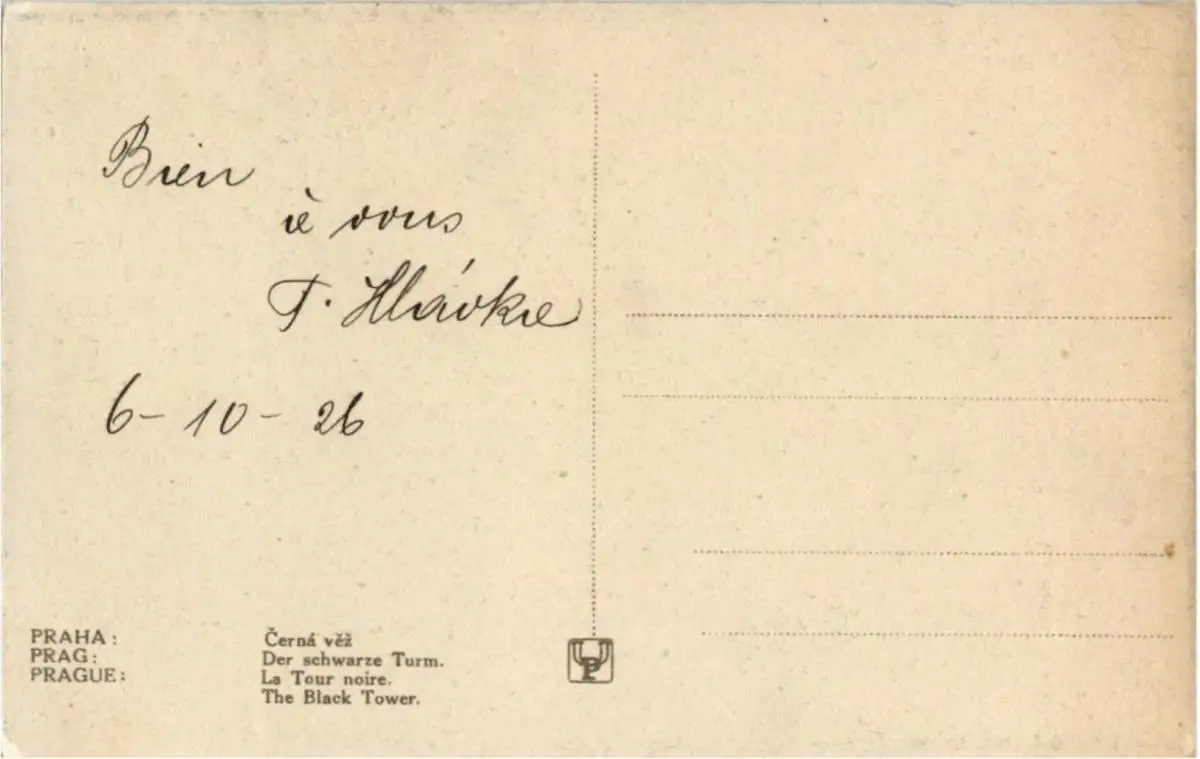 Bien
à vous
F. Hlávka
6-10-26
PRAHA: Černá věž
PRAG: Der schwarze Turm.
PRAGUE: La Tour noire.
The Black Tower.
P